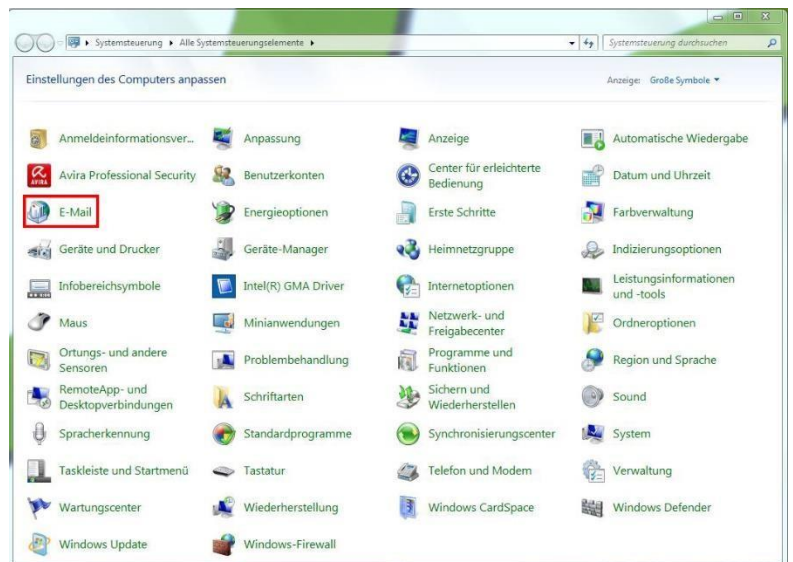 Systemsteuerung ▸ Alle Systemsteuerungselemente ▸
Systemsteuerung durchsuchen
Einstellungen des Computers anpassen
Anzeige: Große Symbole
Anmeldeinformationsver...
Anpassung
Anzeige
Automatische Wiedergabe
AVIRA
Avira Professional Security
Benutzerkonten
Center für erleichterte
Bedienung
Datum und Uhrzeit
E-Mail
Energieoptionen
Erste Schritte
Farbverwaltung
Geräte und Drucker
Geräte-Manager
Heimnetzgruppe
Indizierungsoptionen
Infobereichsymbole
Intel(R) GMA Driver
Internetoptionen
Leistungsinformationen
und -tools
Maus
Minianwendungen
Netzwerk- und
Freigabecenter
Ordneroptionen
Ortungs- und andere
Sensoren
Problembehandlung
Programme und
Funktionen
Region und Sprache
RemoteApp- und
Desktopverbindungen
Schriftarten
Sichern und
Wiederherstellen
Sound
Spracherkennung
Standardprogramme
Synchronisierungscenter
System
Taskleiste und Startmenü
Tastatur
Telefon und Modem
Verwaltung
Wartungscenter
Wiederherstellung
Windows CardSpace
Windows Defender
Windows Update
Windows-Firewall